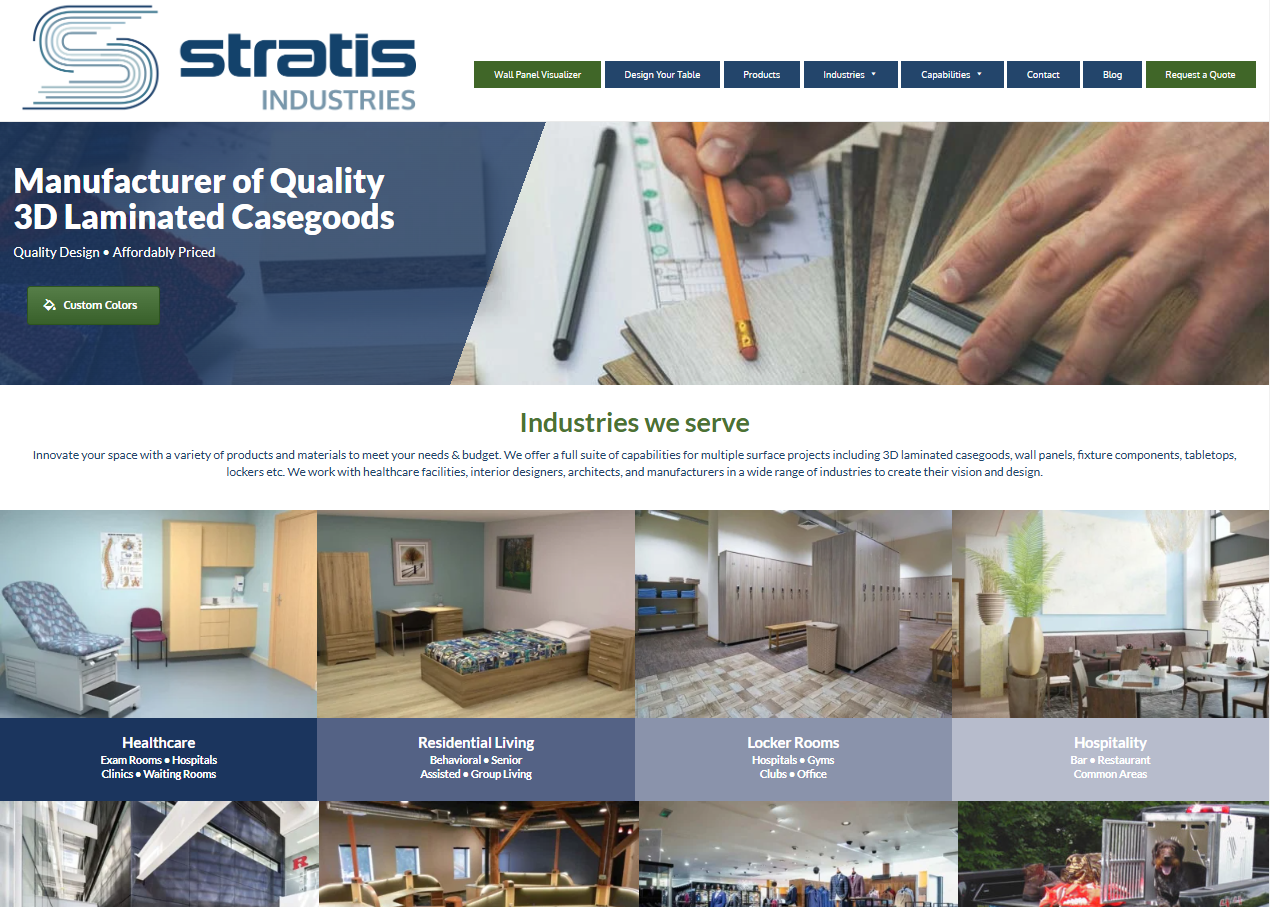 stratis
INDUSTRIES
Wall Panel Visualizer
Design Your Table
Products
Industries
Capabilities
Contact
Blog
Request a Quote
Manufacturer of Quality
3D Laminated Casegoods
Quality Design • Affordably Priced
Custom Colors
Industries we serve
Innovate your space with a variety of products and materials to meet your needs & budget. We offer a full suite of capabilities for multiple surface projects including 3D laminated casegoods, wall panels, fixture components, tabletops,
lockers etc. We work with healthcare facilities, interior designers, architects, and manufacturers in a wide range of industries to create their vision and design.
Healthcare
Exam Rooms • Hospitals
Clinics • Waiting Rooms
Residential Living
Behavioral • Senior
Assisted • Group Living
Locker Rooms
Hospitals • Gyms
Clubs • Office
Hospitality
Bar • Restaurant
Common Areas
R